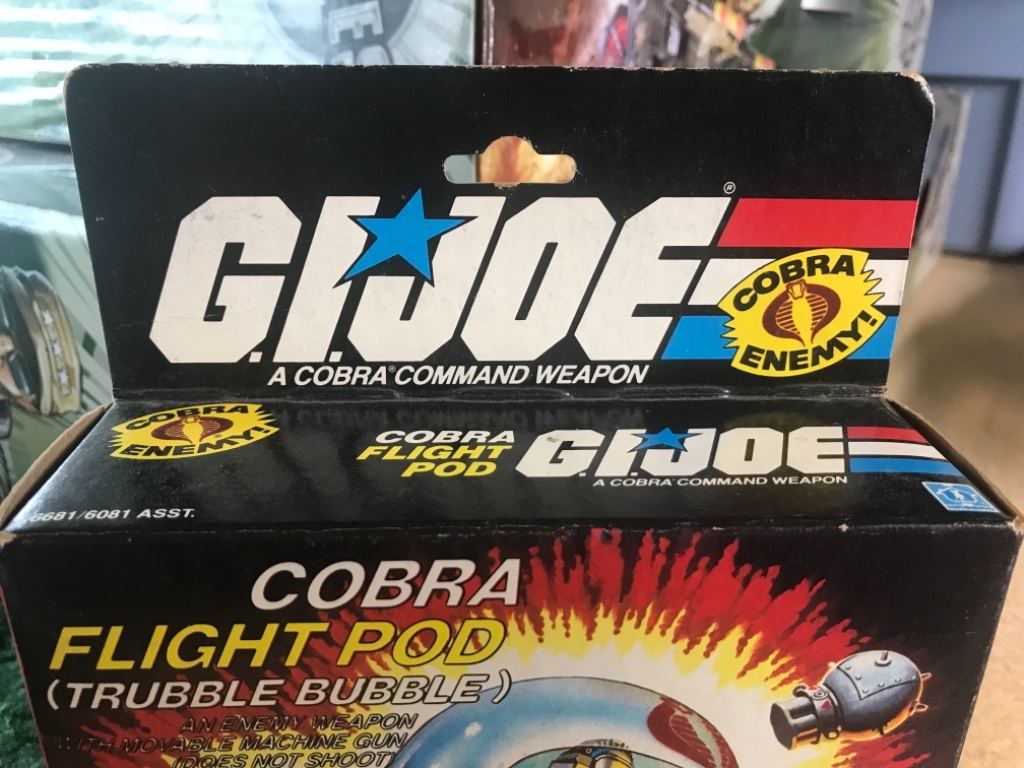 G.I. JOE®
COBRA
ENEMY!
A COBRA® COMMAND WEAPON
COBRA
ENEMY!
COBRA
FLIGHT
POD
G.I. JOE
A COBRA COMMAND WEAPON
6681/6081 ASST.
COBRA
FLIGHT POD
(TRUBBLE BUBBLE)
AN ENEMY WEAPON
WITH MOVABLE MACHINE GUN
(DOES NOT SHOOT)